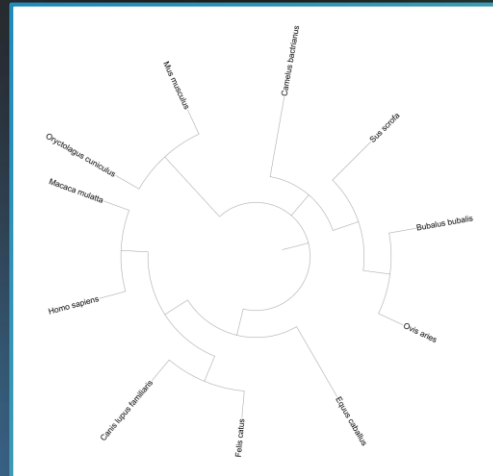 Camelus bactrianus
Sus scrofa
Bubalus bubalis
Ovis aries
Equus caballus
Felis catus
Canis lupus familiaris
Homo sapiens
Macaca mulatta
Oryctolagus cuniculus
Mus musculus